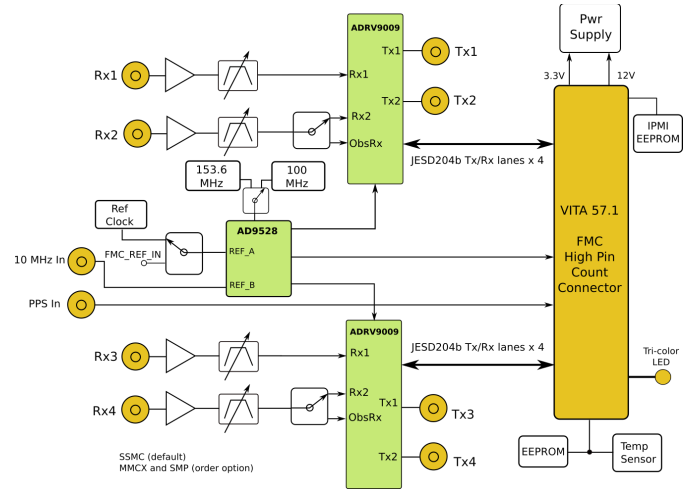 ADRV9009
Pwr
Supply
Tx1
Tx1
Rx1
Rx1
3.3V
12V
Tx2
Tx2
Rx2
Rx2
ObsRx
IPMI
EEPROM
JESD204b Tx/Rx lanes x 4
153.6
MHz
100
MHz
Ref
Clock
AD9528
VITA 57.1
FMC
High Pin
Count
Connector
FMC_REF_IN
REF_A
10 MHz In
REF_B
PPS In
ADRV9009
JESD204b Tx/Rx lanes x 4
Rx3
Rx1
Tri-color
LED
Rx2
Tx1
Rx4
ObsRx
Tx3
Tx2
Tx4
EEPROM
Temp
Sensor
SSMC (default)
MMCX and SMP (order option)